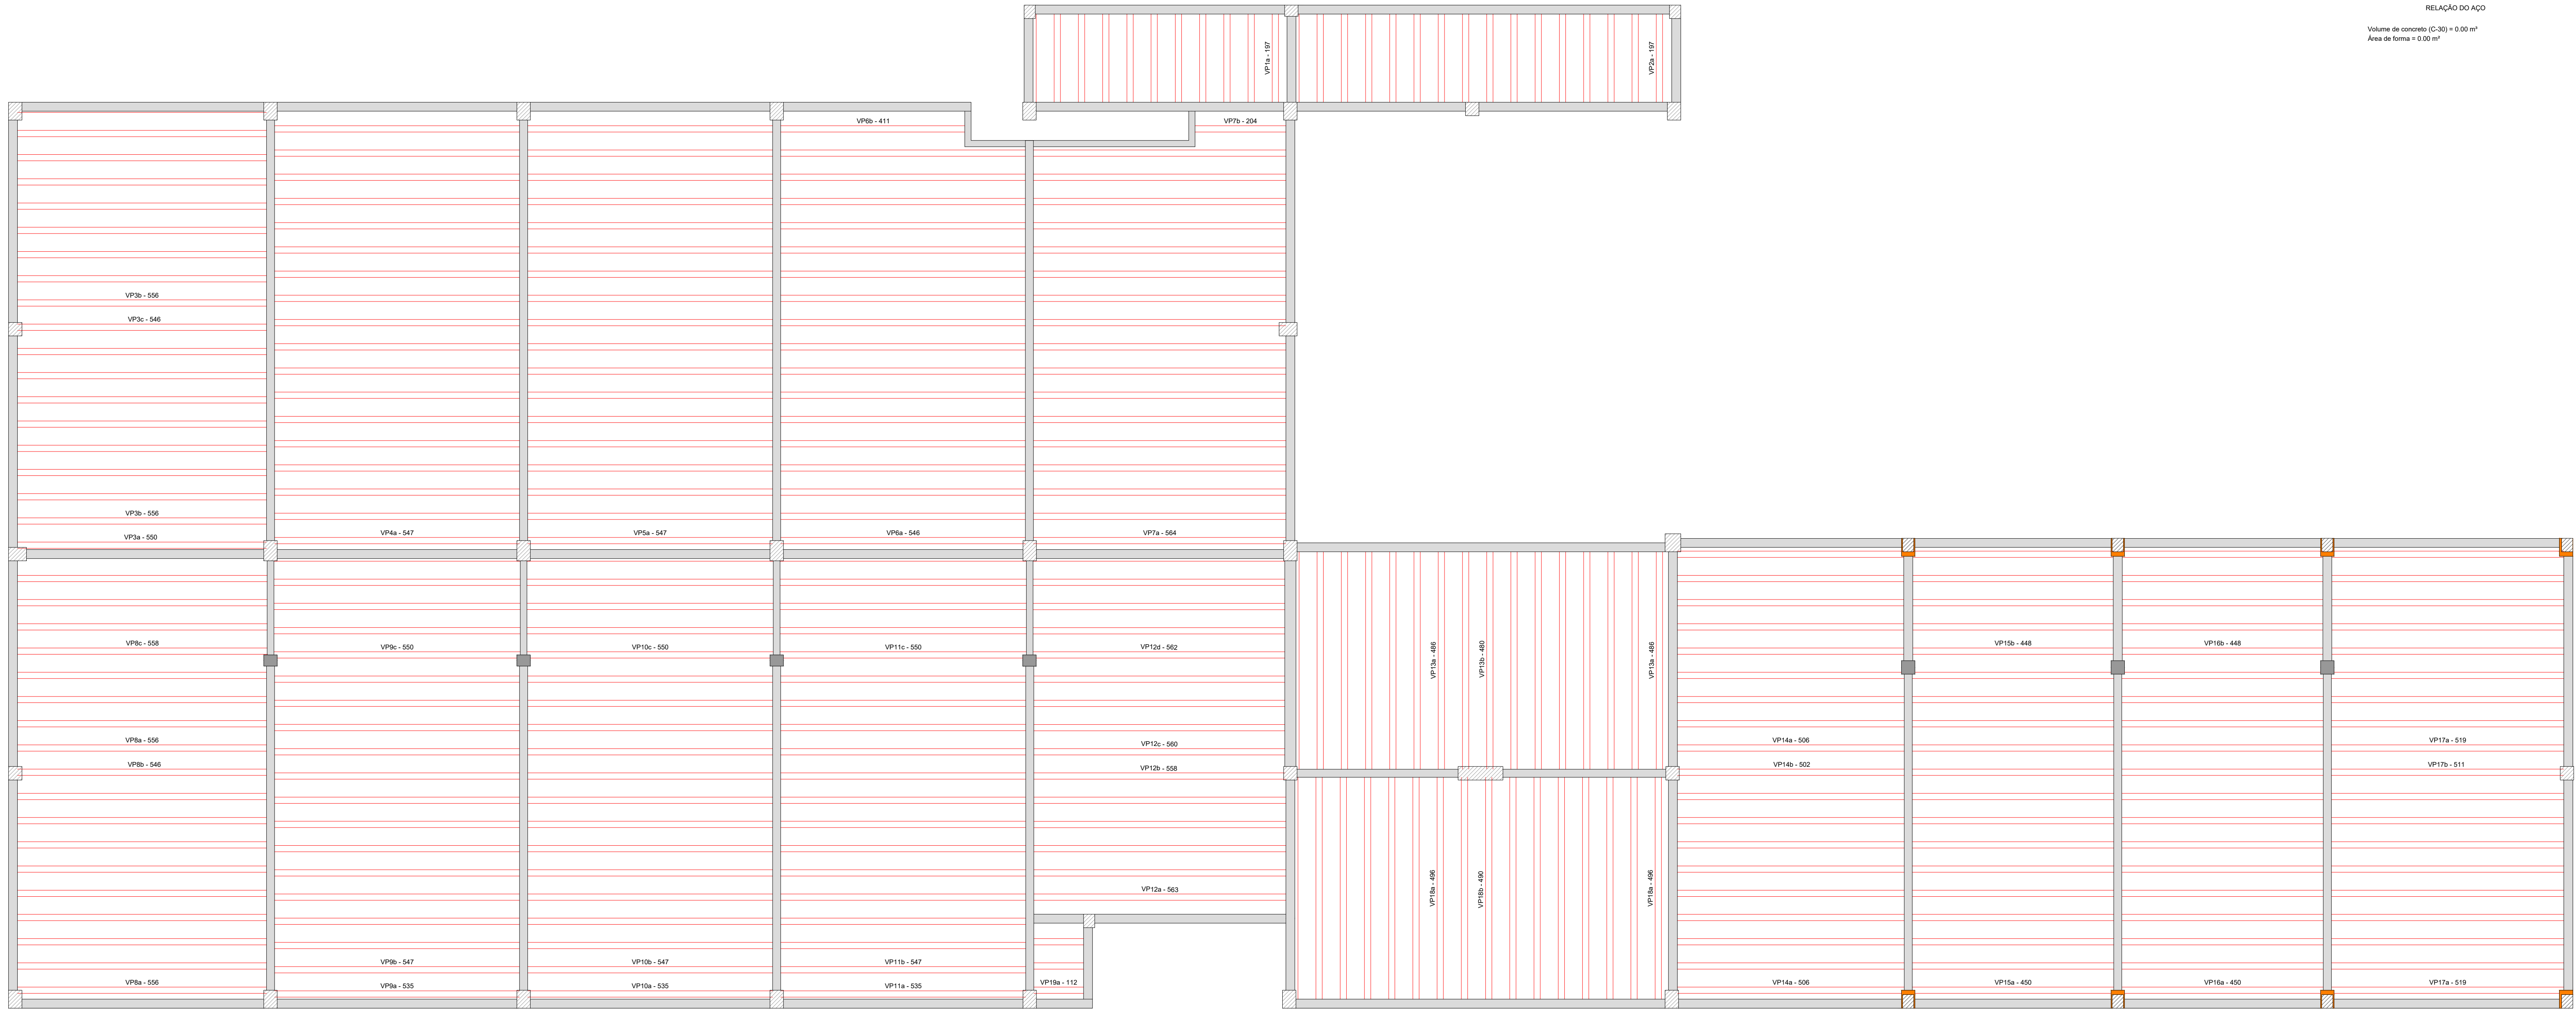 RELAÇÃO DO AÇO
Volume de concreto (C-30) = 0.00 m³
Área de forma = 0.00 m²
VP1a - 197
VP2a - 197
VP6b - 411
VP7b - 204
VP3b - 556
VP3c - 546
VP3b - 556
VP3a - 550
VP4a - 547
VP5a - 547
VP6a - 546
VP7a - 564
VP8c - 558
VP9c - 550
VP10c - 550
VP11c - 550
VP12d - 562
VP13a - 486
VP13b - 480
VP13a - 486
VP15b - 448
VP16b - 448
VP8a - 556
VP12c - 560
VP14a - 506
VP17a - 519
VP8b - 546
VP12b - 558
VP14b - 502
VP17b - 511
VP12a - 563
VP18a - 496
VP18b - 490
VP18a - 496
VP9b - 547
VP10b - 547
VP11b - 547
VP8a - 556
VP9a - 535
VP10a - 535
VP11a - 535
VP19a - 112
VP14a - 506
VP15a - 450
VP16a - 450
VP17a - 519